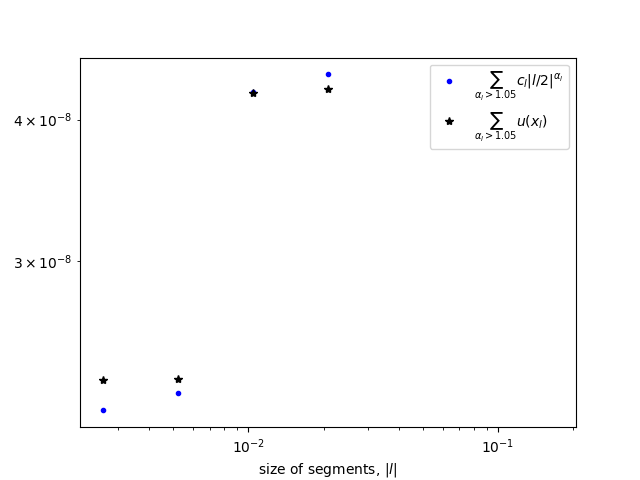 ∑ c_l|l/2|^{α_l}
α_l>1.05
∑ u(x_l)
α_l>1.05
4 × 10⁻⁸
3 × 10⁻⁸
10⁻² 10⁻¹
size of segments, |l|